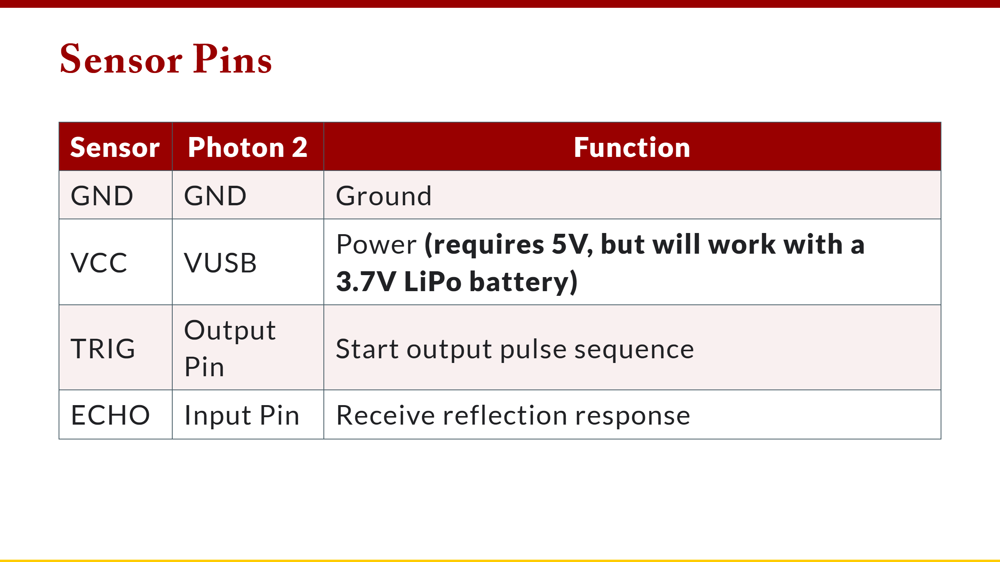 Sensor Pins
Sensor Photon 2 Function
GND GND Ground
VCC VUSB Power (requires 5V, but will work with a
3.7V LiPo battery)
TRIG Output
Pin Start output pulse sequence
ECHO Input Pin Receive reflection response